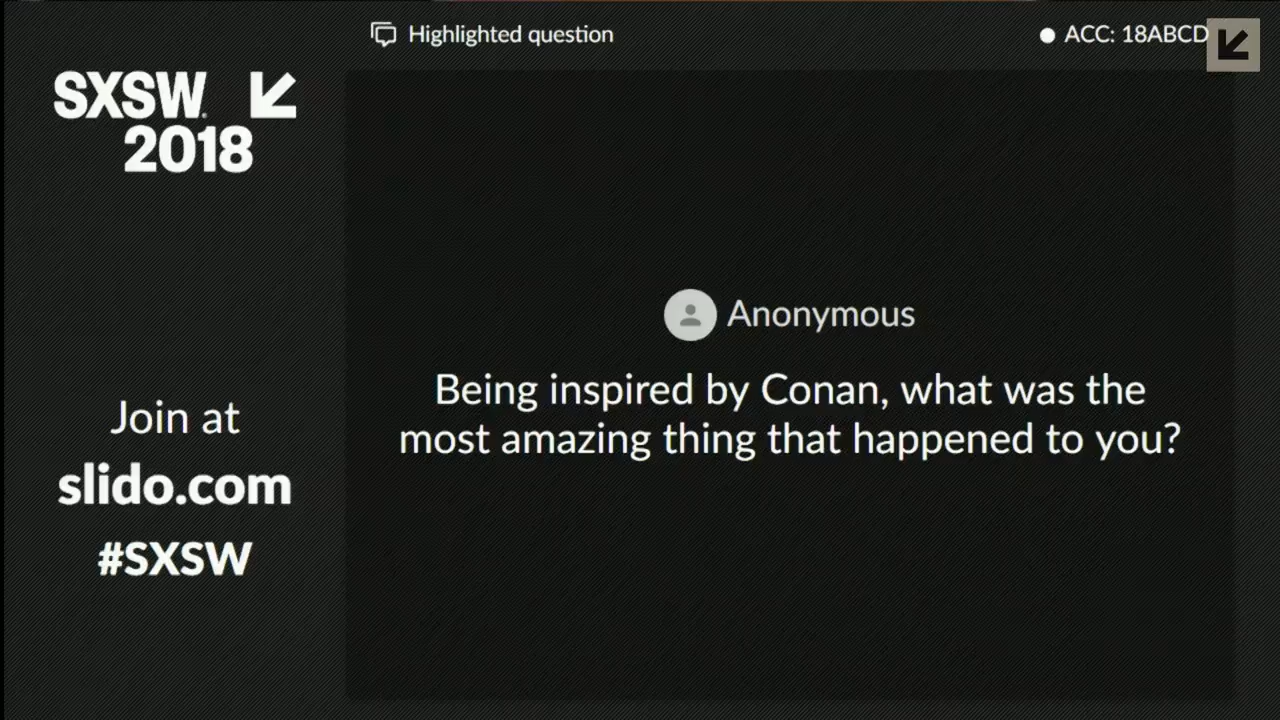 Highlighted question
ACC: 18ABCD
SXSW.
2018
Anonymous
Being inspired by Conan, what was the
most amazing thing that happened to you?
Join at
slido.com
#SXSW